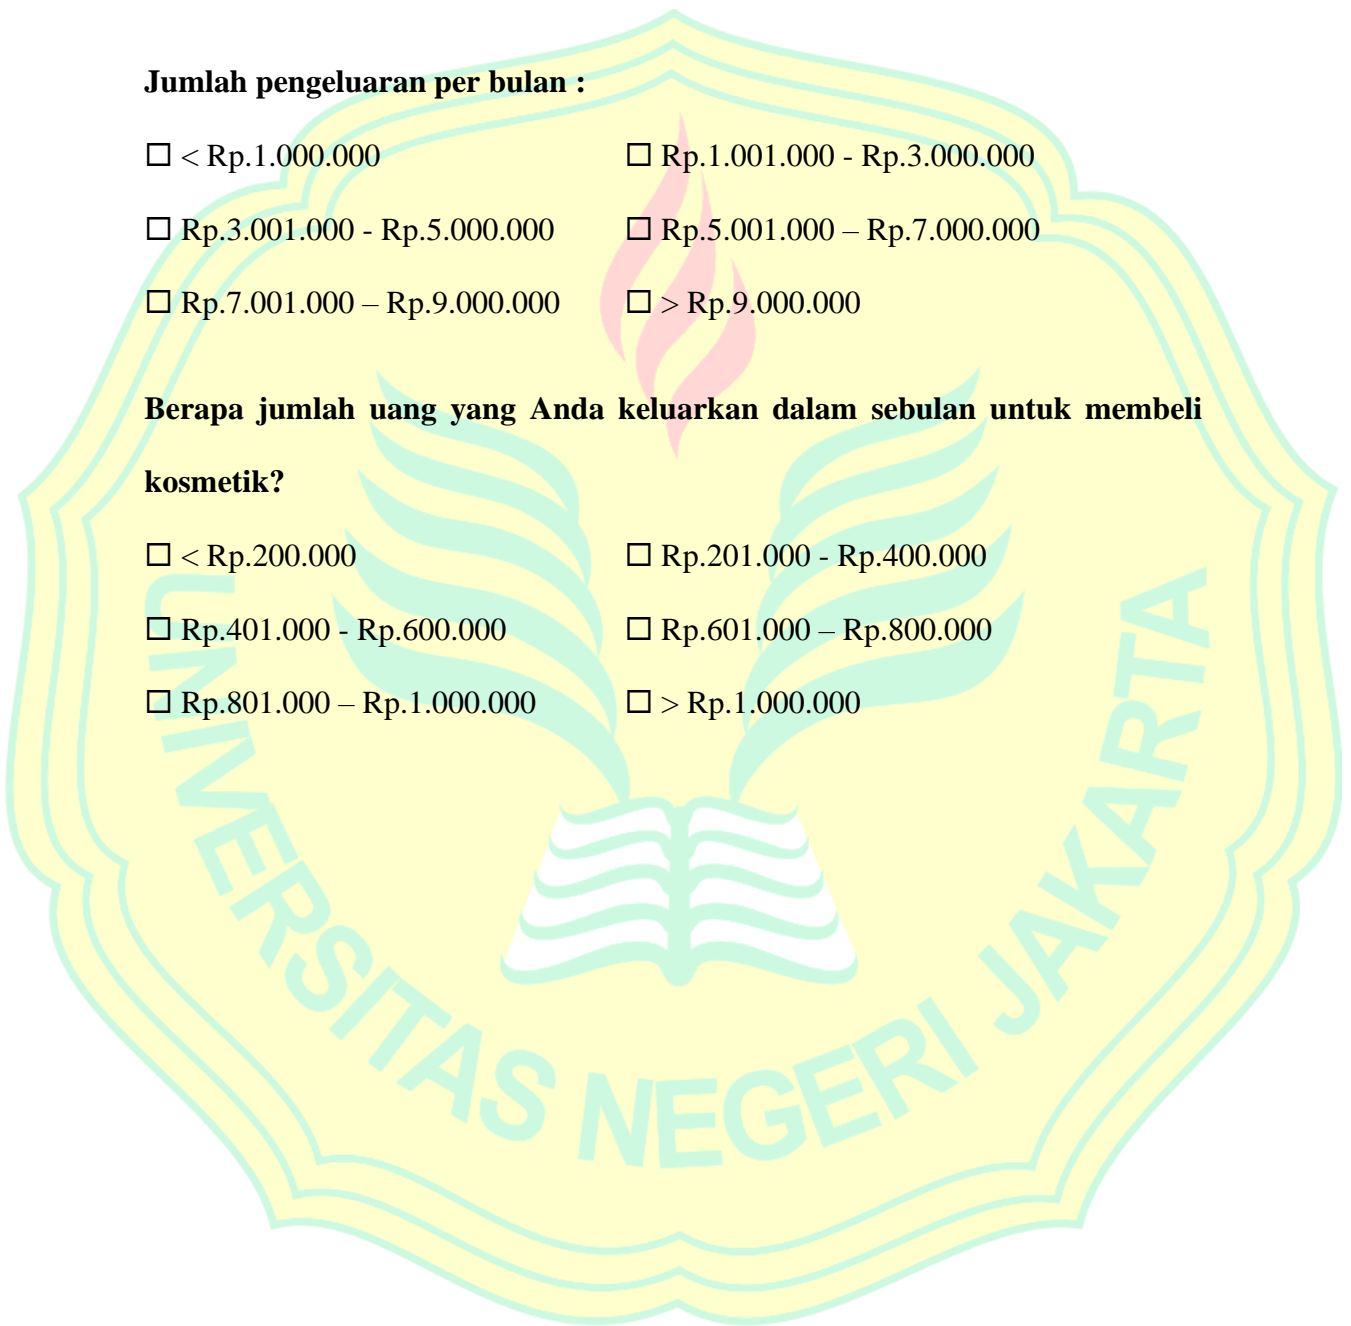 Jumlah pengeluaran per bulan :
☐ < Rp.1.000.000 ☐ Rp.1.001.000 - Rp.3.000.000
☐ Rp.3.001.000 - Rp.5.000.000 ☐ Rp.5.001.000 – Rp.7.000.000
☐ Rp.7.001.000 – Rp.9.000.000 ☐ > Rp.9.000.000
Berapa jumlah uang yang Anda keluarkan dalam sebulan untuk membeli
kosmetik?
☐ < Rp.200.000 ☐ Rp.201.000 - Rp.400.000
☐ Rp.401.000 - Rp.600.000 ☐ Rp.601.000 – Rp.800.000
☐ Rp.801.000 – Rp.1.000.000 ☐ > Rp.1.000.000
UNIVERSITAS NEGERI JAKARTA